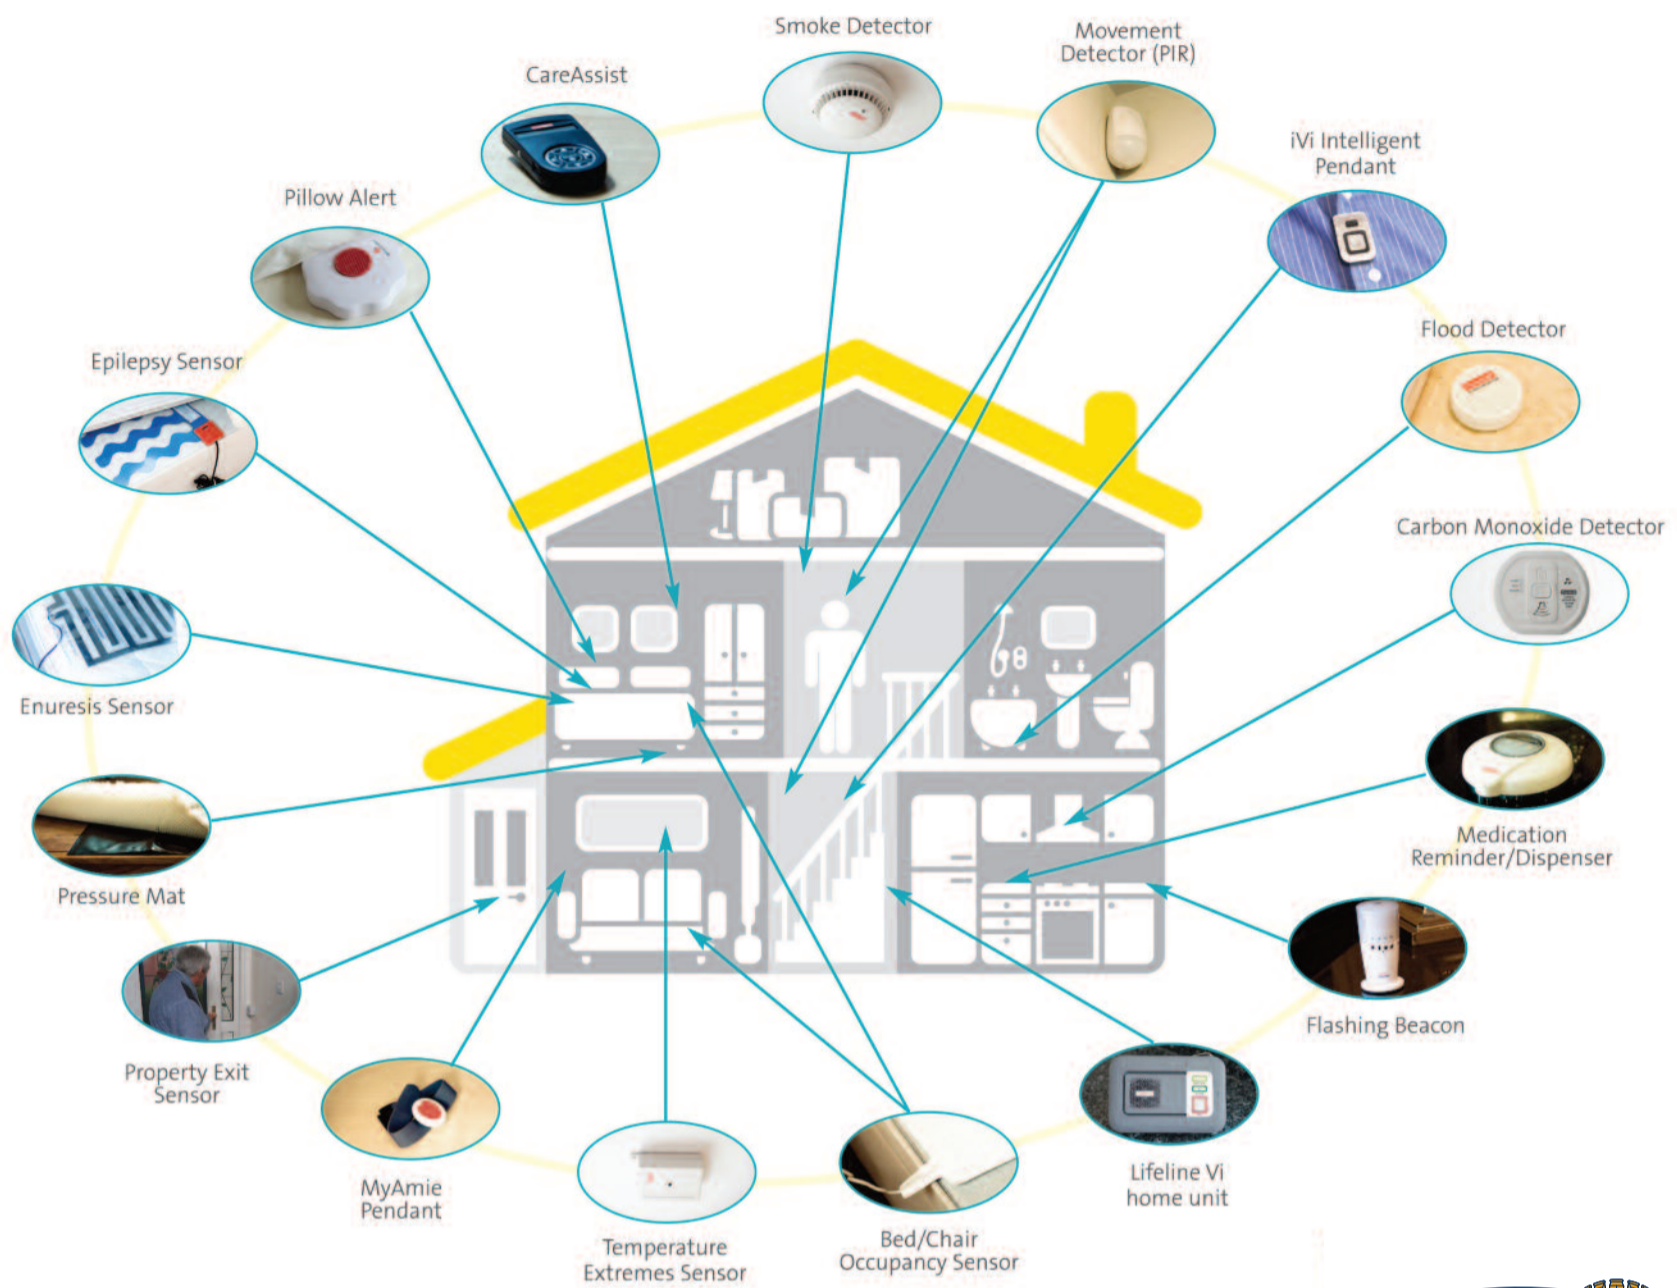 Smoke Detector
Movement
Detector (PIR)
CareAssist
iVi Intelligent
Pendant
Pillow Alert
Flood Detector
Epilepsy Sensor
Carbon Monoxide Detector
Enuresis Sensor
Medication
Reminder/Dispenser
Pressure Mat
Flashing Beacon
Property Exit
Sensor
Lifeline Vi
home unit
MyAmie
Pendant
Bed/Chair
Occupancy Sensor
Temperature
Extremes Sensor